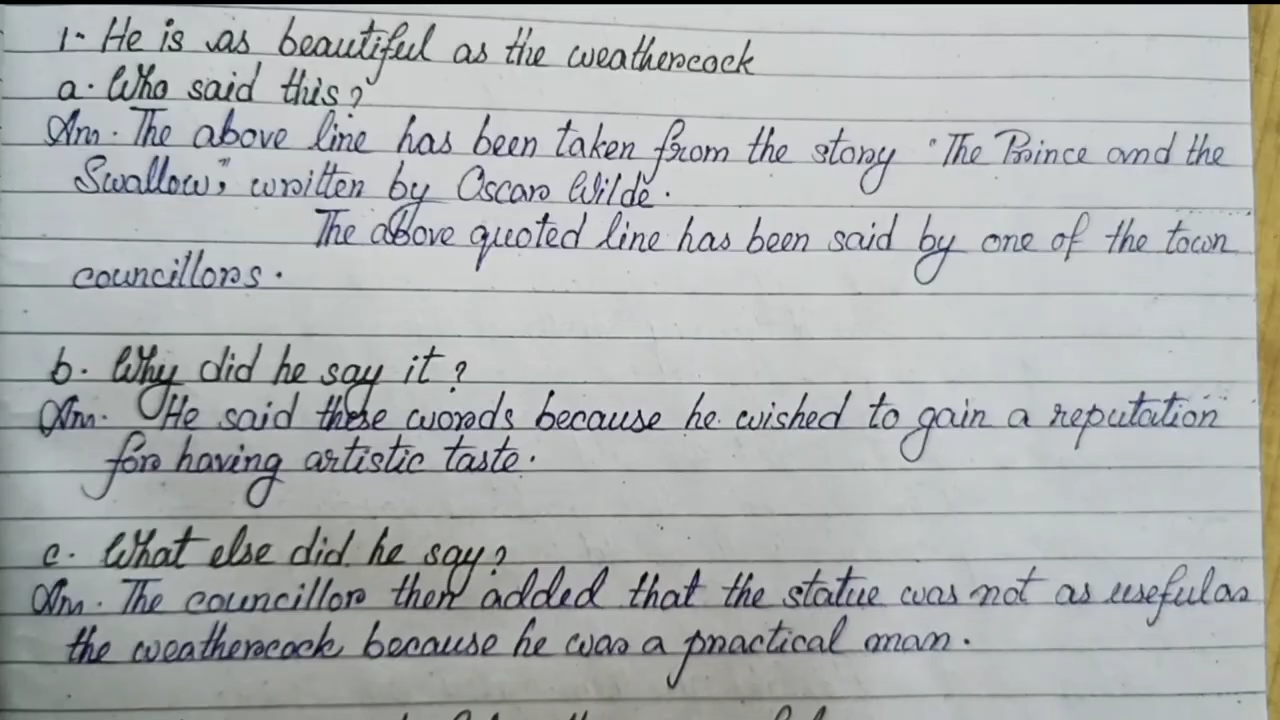 1. He is as beautiful as the weathercock
a. Who said this?
Ans. The above line has been taken from the story "The Prince and the
Swallow", written by Oscar Wilde.
The above quoted line has been said by one of the town
councillors.
b. Why did he say it?
Ans. He said these words because he wished to gain a reputation
for having artistic taste.
c. What else did he say?
Ans. The councillor then added that the statue was not as useful as
the weathercock because he was a practical man.